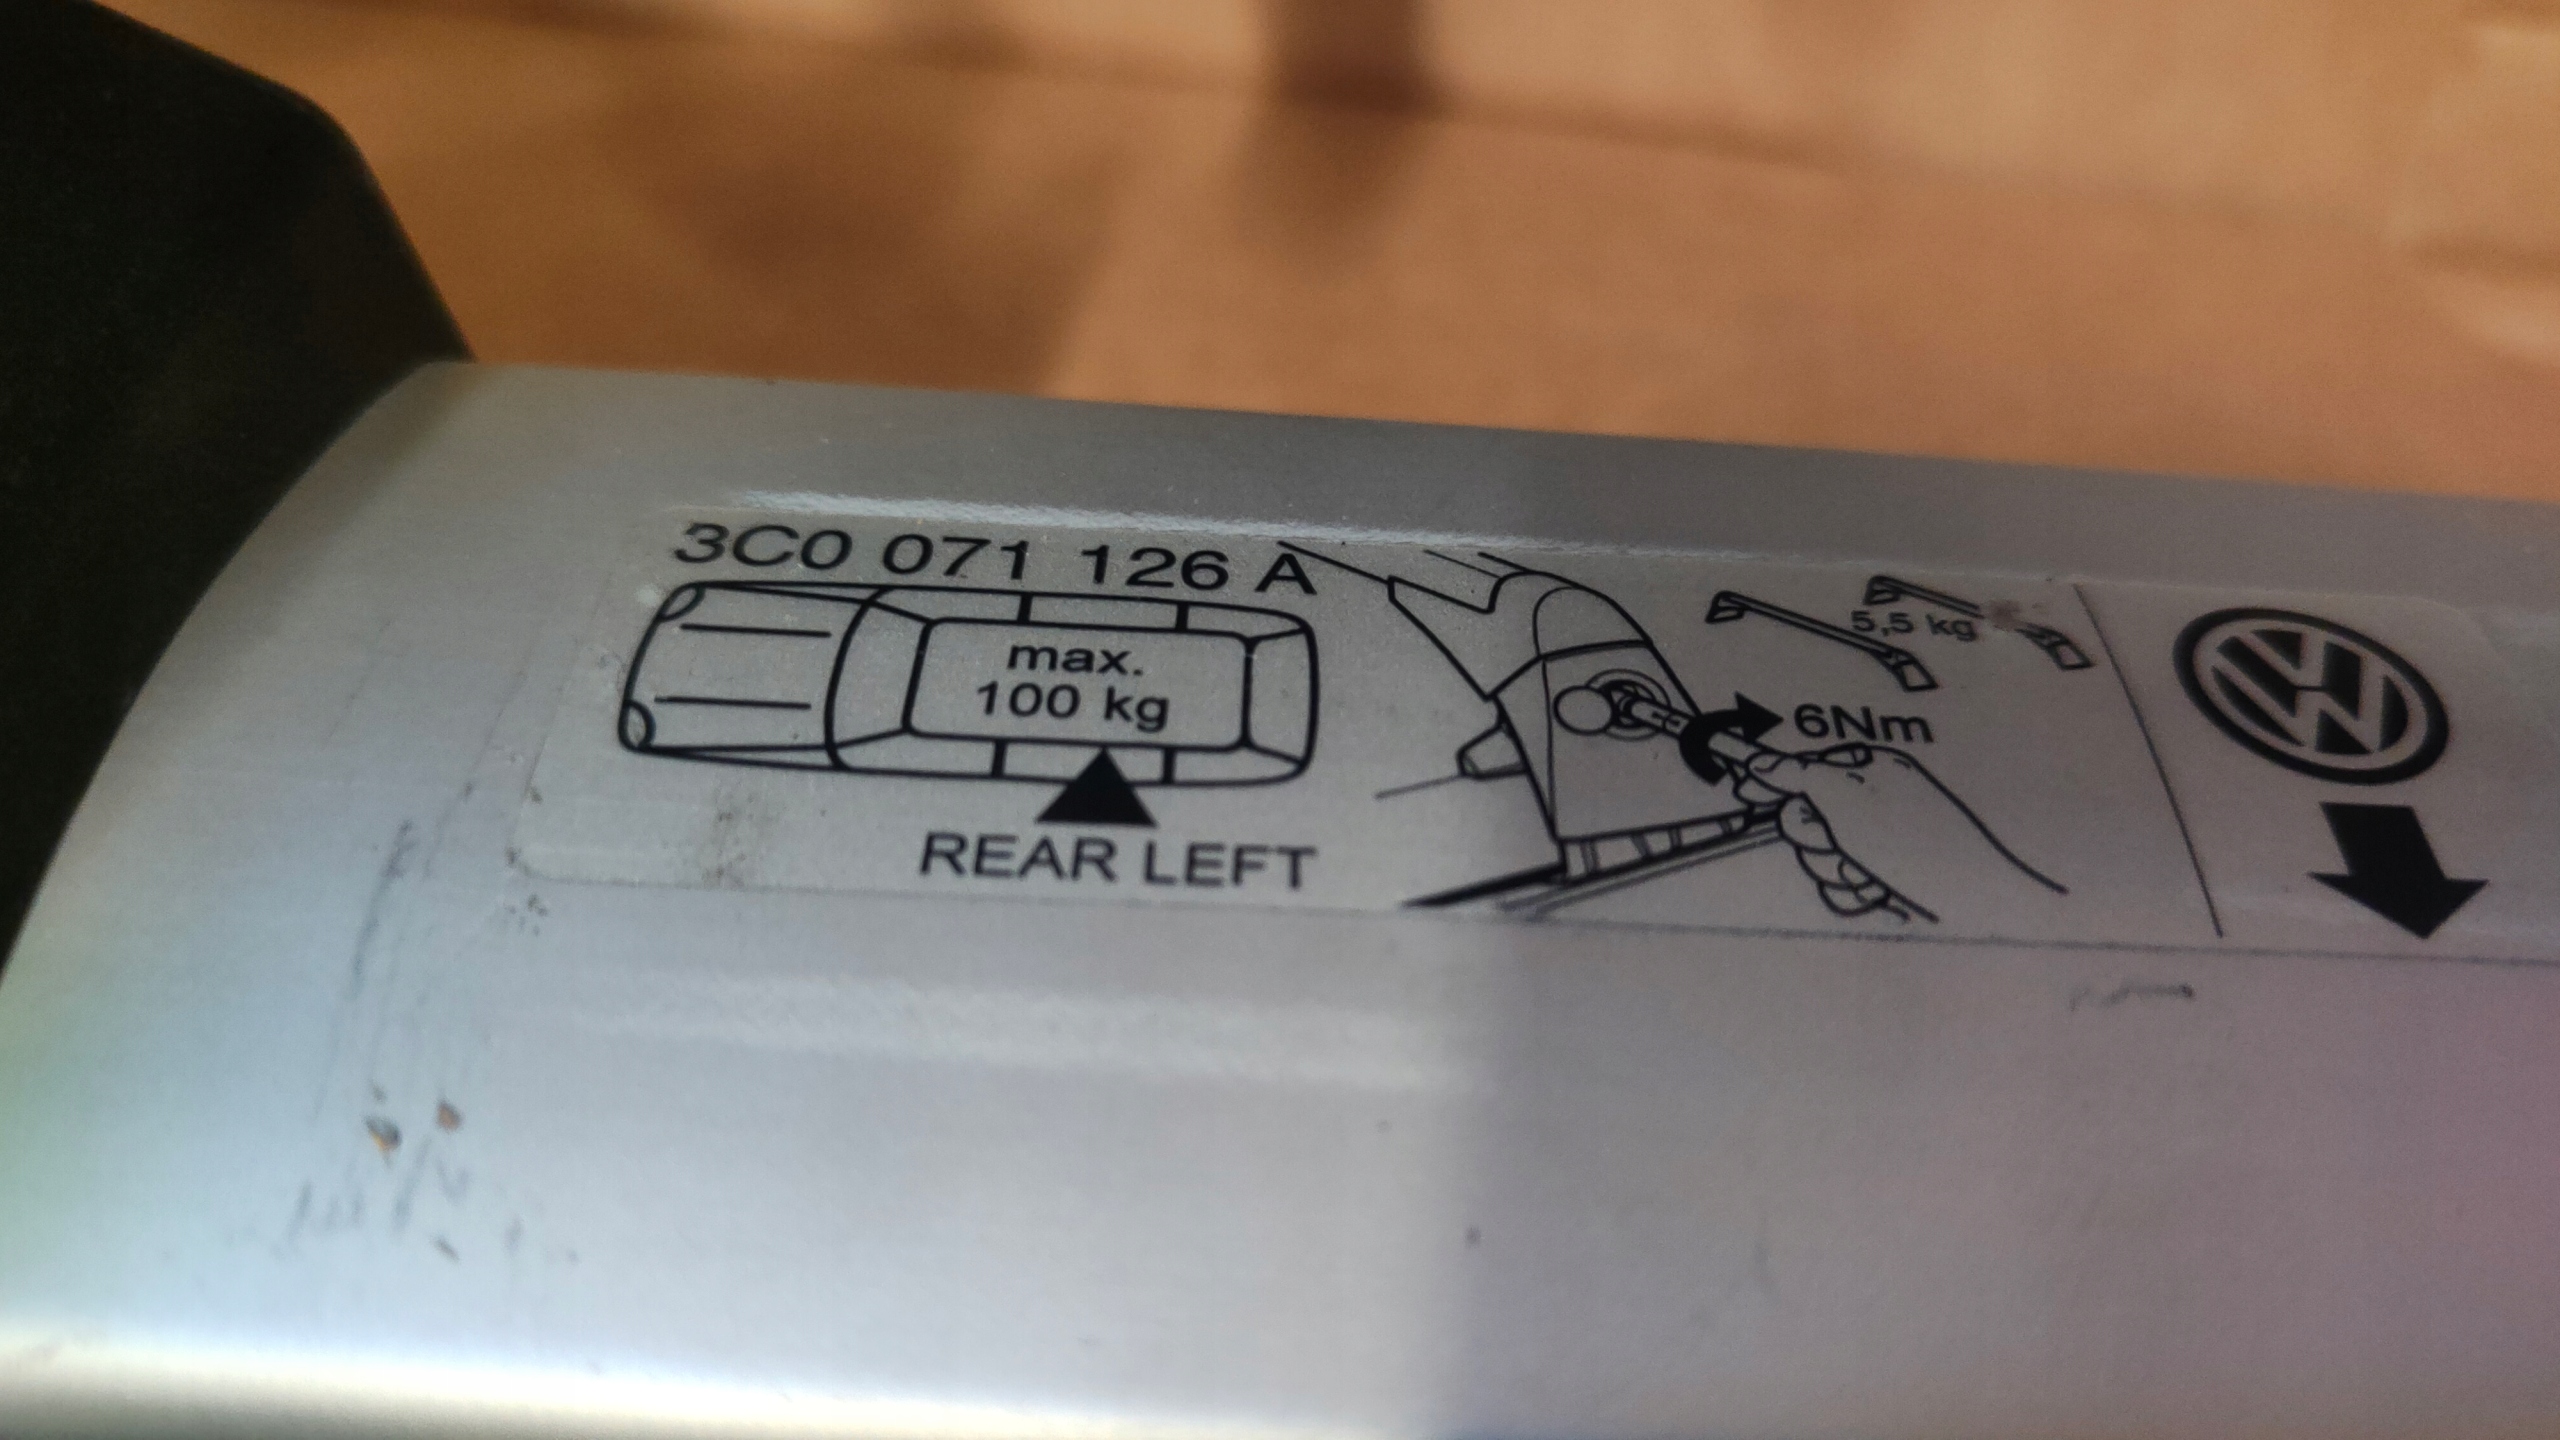 3C0 071 126 A
max.
100 kg
REAR LEFT
5,5 kg
6Nm